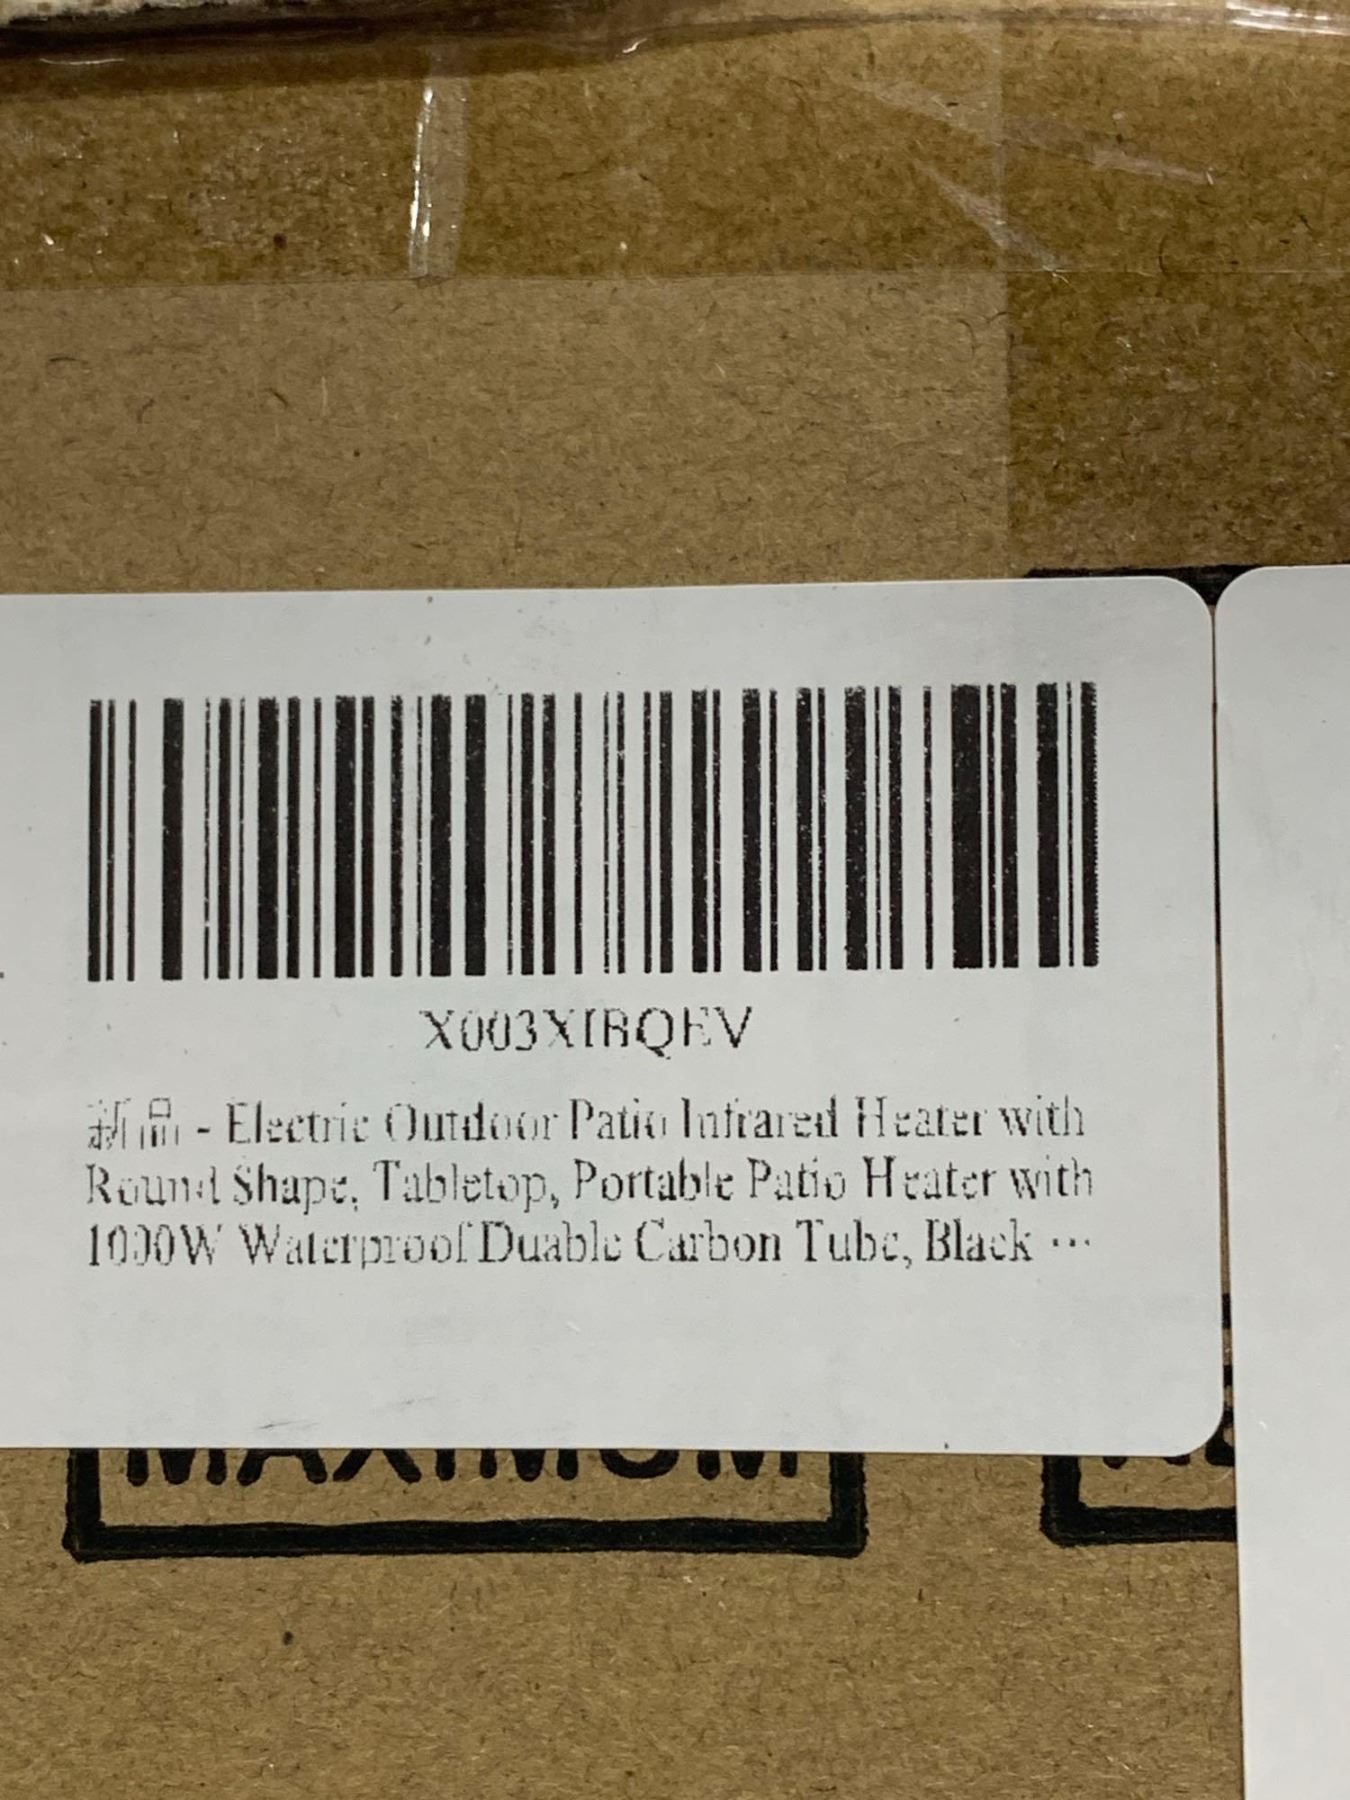 X003XIBQEV
新品 - Electric Outdoor Patio Infrared Heater with
Round Shape, Tabletop, Portable Patio Heater with
1000W Waterproof Duable Carbon Tube, Black ...
MAXIMUM